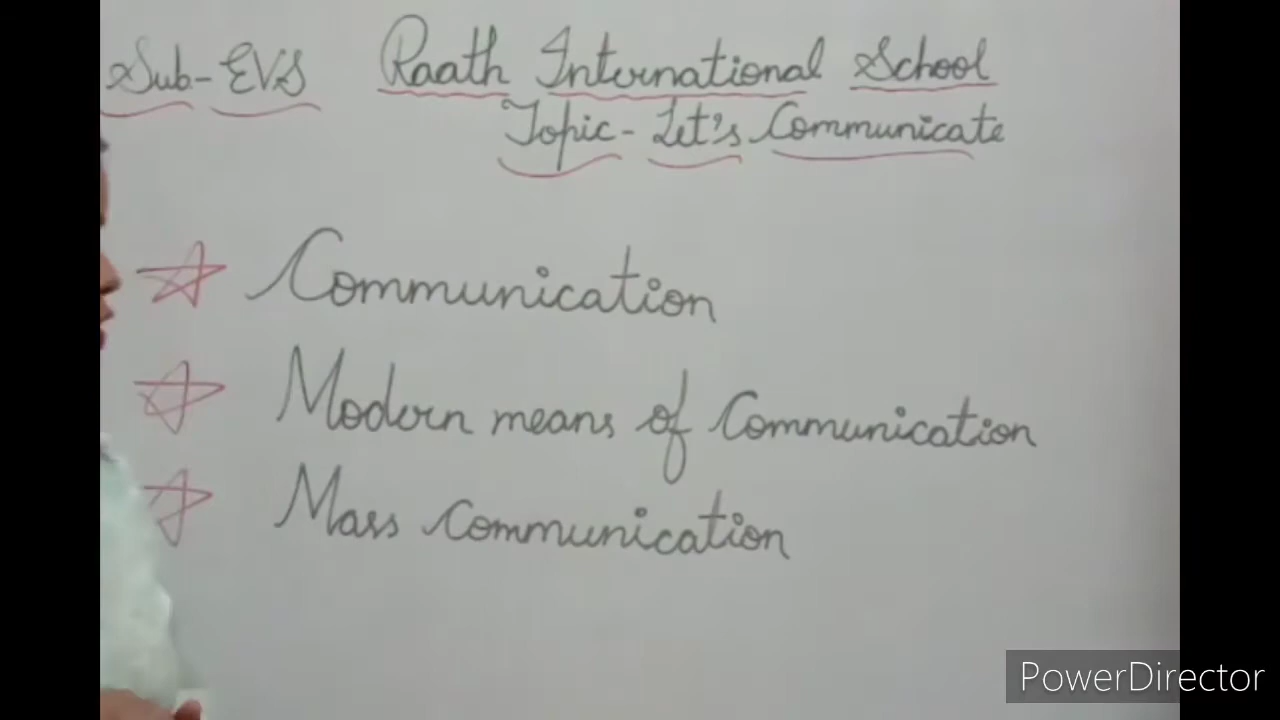 Sub-EVS Raath International School
Topic- Let's Communicate
Communication
Modern means of Communication
Mass Communication
PowerDirector